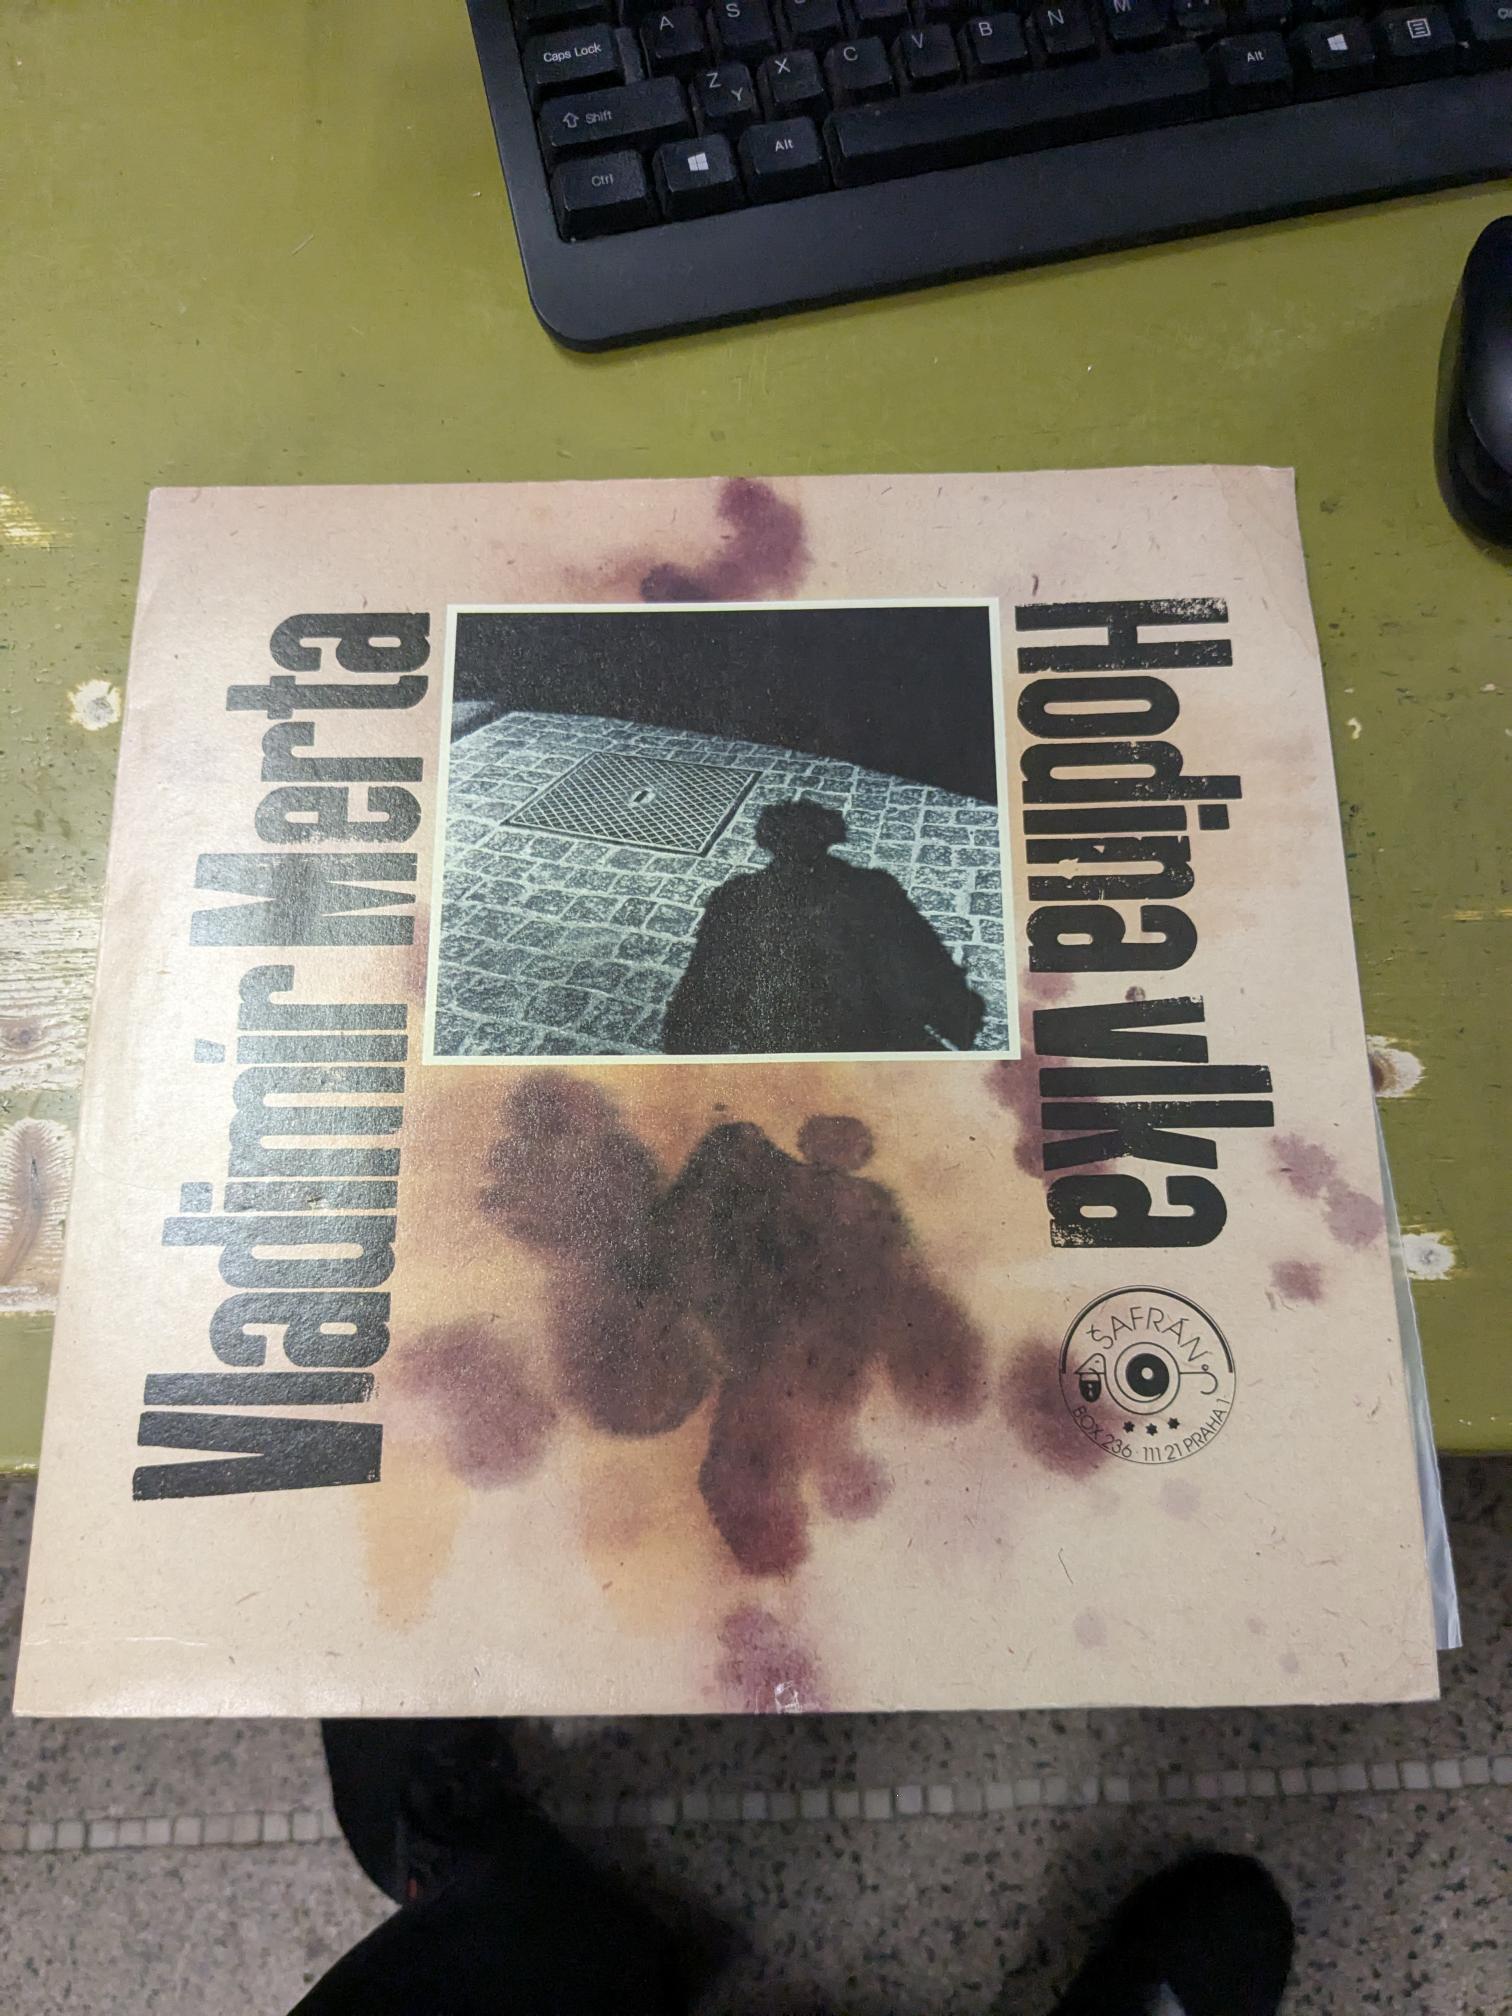 Caps Lock
A
S
Z
Y
X
C
V
B
N
M
Shift
Ctrl
Alt
Alt
Vladimír Merta
Hodina vlka
ŠAFRÁN
BOX 236 · 111 21 PRAHA 1